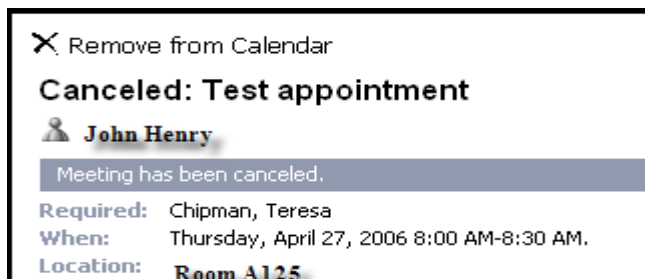 Remove from Calendar
Canceled: Test appointment
John Henry
Meeting has been canceled.
Required: Chipman, Teresa
When: Thursday, April 27, 2006 8:00 AM-8:30 AM.
Location: Room A125